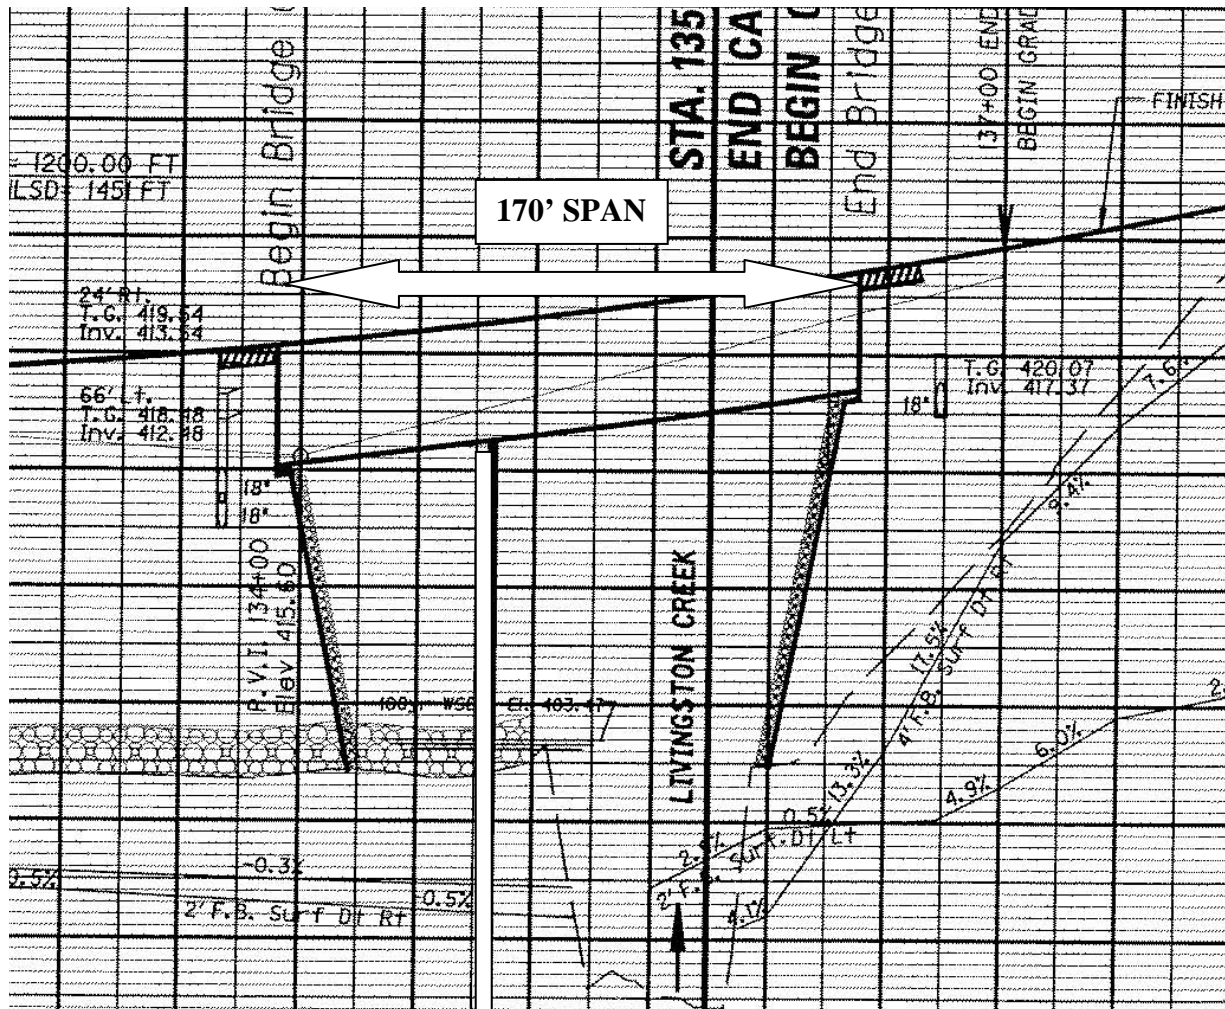 Begin Bridge
STA. 135
END CA
BEGIN
End Bridge
137+00 END
BEGIN GRAD
FINISH
= 1200.00 FT
ILSD= 1451 FT
170' SPAN
24' Rt.
T.G. 419.54
Inv. 413.54
66' Lt.
T.G. 418.48
Inv. 412.48
18"
18"
T.G. 420.07
Inv. 417.37
18"
7.6%
9.4%
P.V.I. 134+00
Elev 415.60
LIVINGSTON CREEK
17.5%
4' F.B. Surf Dt Rt
El. 403.47
13.3%
6.0%
4.9%
2.
0.5%
2' F.B. Surf. Dt Lt
4.1%
-0.3%
0.5%
-0.5%
2' F.B. Surf Dt Rt